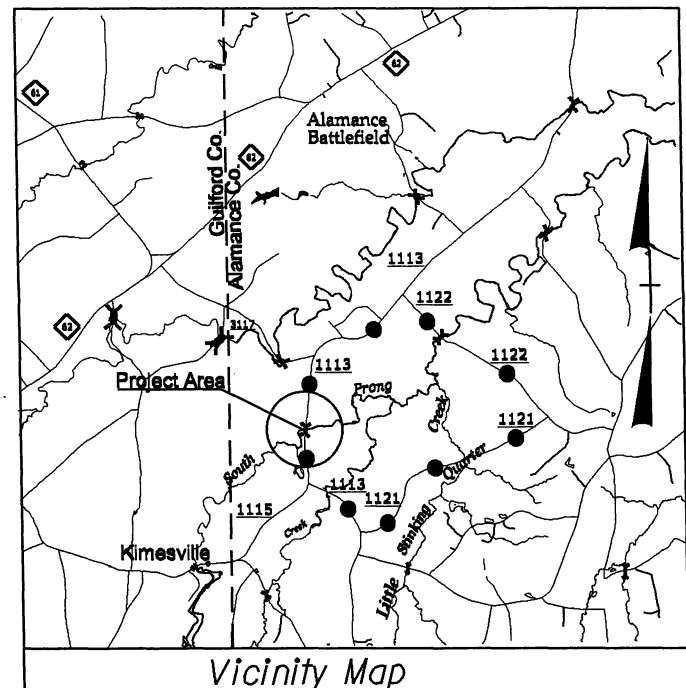 61
62
Alamance
Battlefield
62
Guilford Co.
Alamance Co.
1113
1122
62
3117
1122
1113
Project Area
Prong
Creek
1121
Quarter
South
1113
1115
1121
Creek
Stinking
Kimesville
Little
Vicinity Map